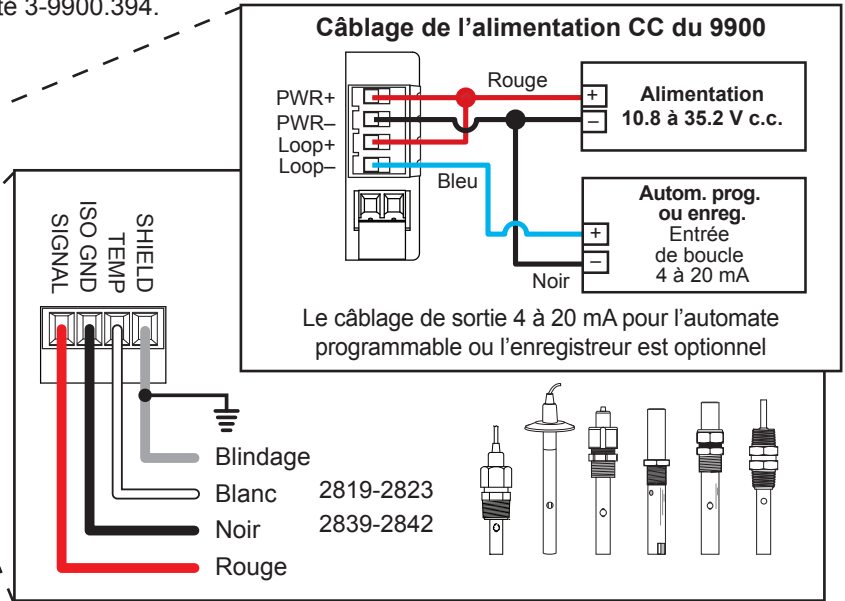 té 3-9900.394.
Câblage de l’alimentation CC du 9900
PWR+
PWR–
Loop+
Loop–
Rouge
Bleu
Noir
+
–
Alimentation
10.8 à 35.2 V c.c.
+
–
Autom. prog.
ou enreg.
Entrée
de boucle
4 à 20 mA
Le câblage de sortie 4 à 20 mA pour l’automate
programmable ou l’enregistreur est optionnel
SIGNAL
ISO GND
TEMP
SHIELD
Blindage
Blanc 2819-2823
Noir 2839-2842
Rouge